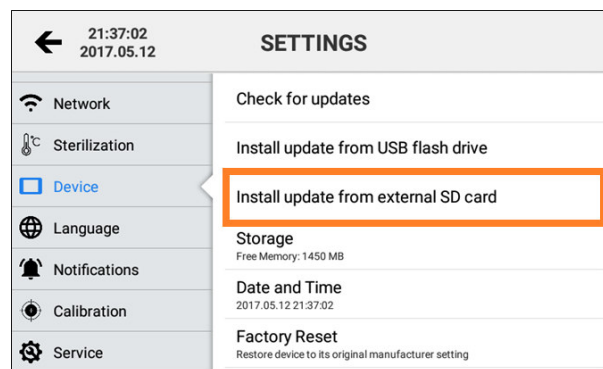 21:37:02
2017.05.12
SETTINGS
Network
°C
Sterilization
Device
Language
Notifications
Calibration
Service
Check for updates
Install update from USB flash drive
Install update from external SD card
Storage
Free Memory: 1450 MB
Date and Time
2017.05.12 21:37:02
Factory Reset
Restore device to its original manufacturer setting